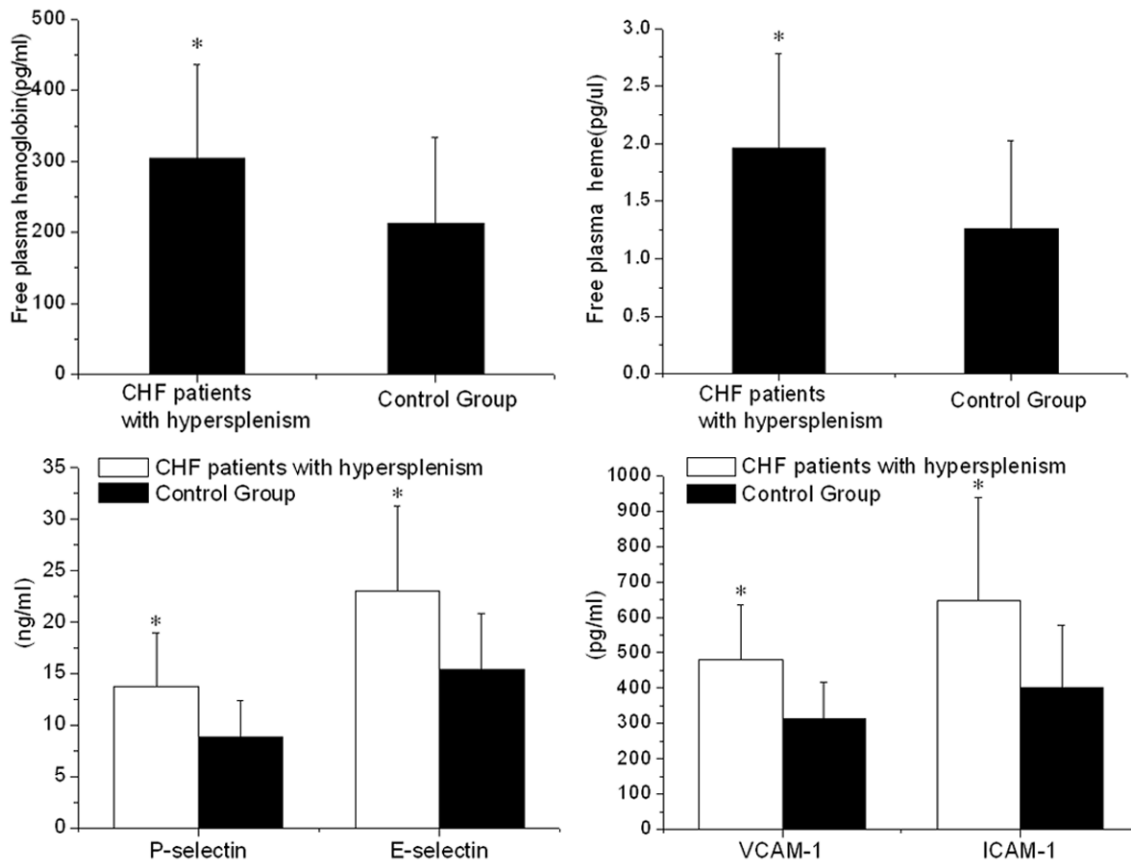 Free plasma hemoglobin(pg/ml)
500
400
300
200
100
0
*
CHF patients
with hypersplenism
Control Group
Free plasma heme(pg/ul)
3.0
2.5
2.0
1.5
1.0
0.5
0.0
*
CHF patients
with hypersplenism
Control Group
CHF patients with hypersplenism
Control Group
(ng/ml)
35
30
25
20
15
10
5
0
*
*
P-selectin
E-selectin
CHF patients with hypersplenism
Control Group
(pg/ml)
1000
900
800
700
600
500
400
300
200
100
0
*
*
VCAM-1
ICAM-1